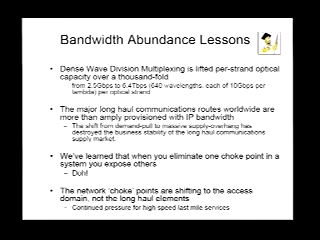 Bandwidth Abundance Lessons
• Dense Wave Division Multiplexing is lifted per-strand optical
capacity over a thousand-fold
from 2.5Gbps to 6.4Tbps (640 wavelengths, each of 10Gbps per
lambda) per optical strand
• The major long haul communications routes worldwide are
more than amply provisioned with IP bandwidth
– The shift from demand-pull to massive supply-overhang has
destroyed the business stability of the long haul communications
supply market.
• We've learned that when you eliminate one choke point in a
system you expose others
– Duh!
• The network 'choke' points are shifting to the access
domain, not the long haul elements
– Continued pressure for high speed last mile services